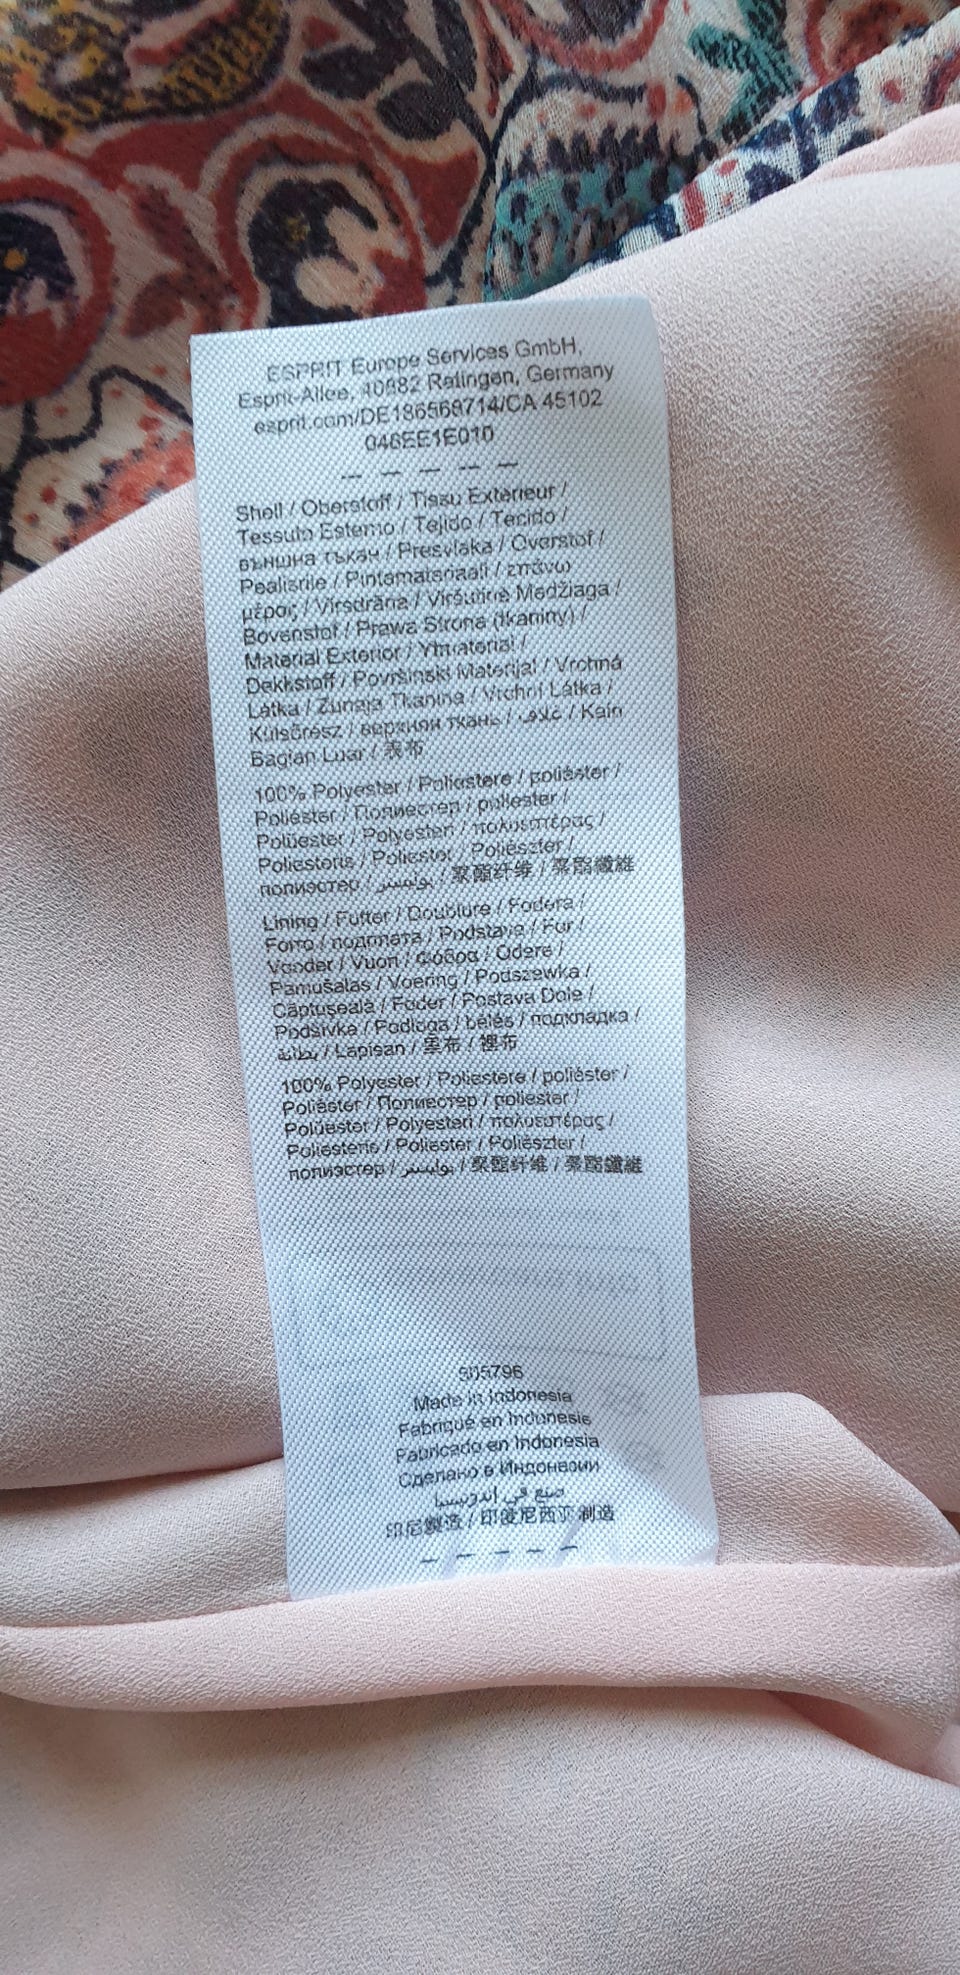 ESPRIT Europe Services GmbH,
Esprit-Allee, 40882 Ratingen, Germany
esprit.com/DE186568714/CA 45102
046EE1E010
Shell / Oberstoff / Tissu Extérieur /
Tessuto Esterno / Tejido / Tecido /
външна тъкан / Presvlaka / Overstof /
Pealisriie / Pintamateriaali / επάνω
μέρος / Virsdrāna / Viršutinė Medžiaga /
Bovenstof / Prawa Strona (tkaniny) /
Material Exterior / Ytmaterial /
Dekkstoff / Površinski Materijal / Vrchná
Látka / Zunaja Tkanina / Vrchní Látka /
Külsőrész / верхняя ткань / غلاف / Kain
Bagian Luar / 表布
100% Polyester / Poliestere / poliéster /
Poliéster / Полиестер / poliester /
Polüester / Polyesteri / πολυεστέρας /
Poliesteris / Poliester / Poliészter /
полиэстер / بوليستر / 聚酯纤维 / 聚酯纖維
Lining / Futter / Doublure / Fodera /
Forro / подплата / Podstava / For /
Vooder / Vuori / Φόδρα / Odere /
Pamušalas / Voering / Podszewka /
Căptuşeală / Foder / Postava Donje /
Podšívka / Podloga / bélés / подкладка /
بطانة / Lapisan / 里布 / 裡布
100% Polyester / Poliestere / poliéster /
Poliéster / Полиестер / poliester /
Polüester / Polyesteri / πολυεστέρας /
Poliesteris / Poliester / Poliészter /
полиэстер / بوليستر / 聚酯纤维 / 聚酯纖維
S05796
Made in Indonesia
Fabriqué en Indonesie
Fabricado en Indonesia
Сделано в Индонезии
صنع في إندونيسيا
印尼製造 / 印度尼西亚制造